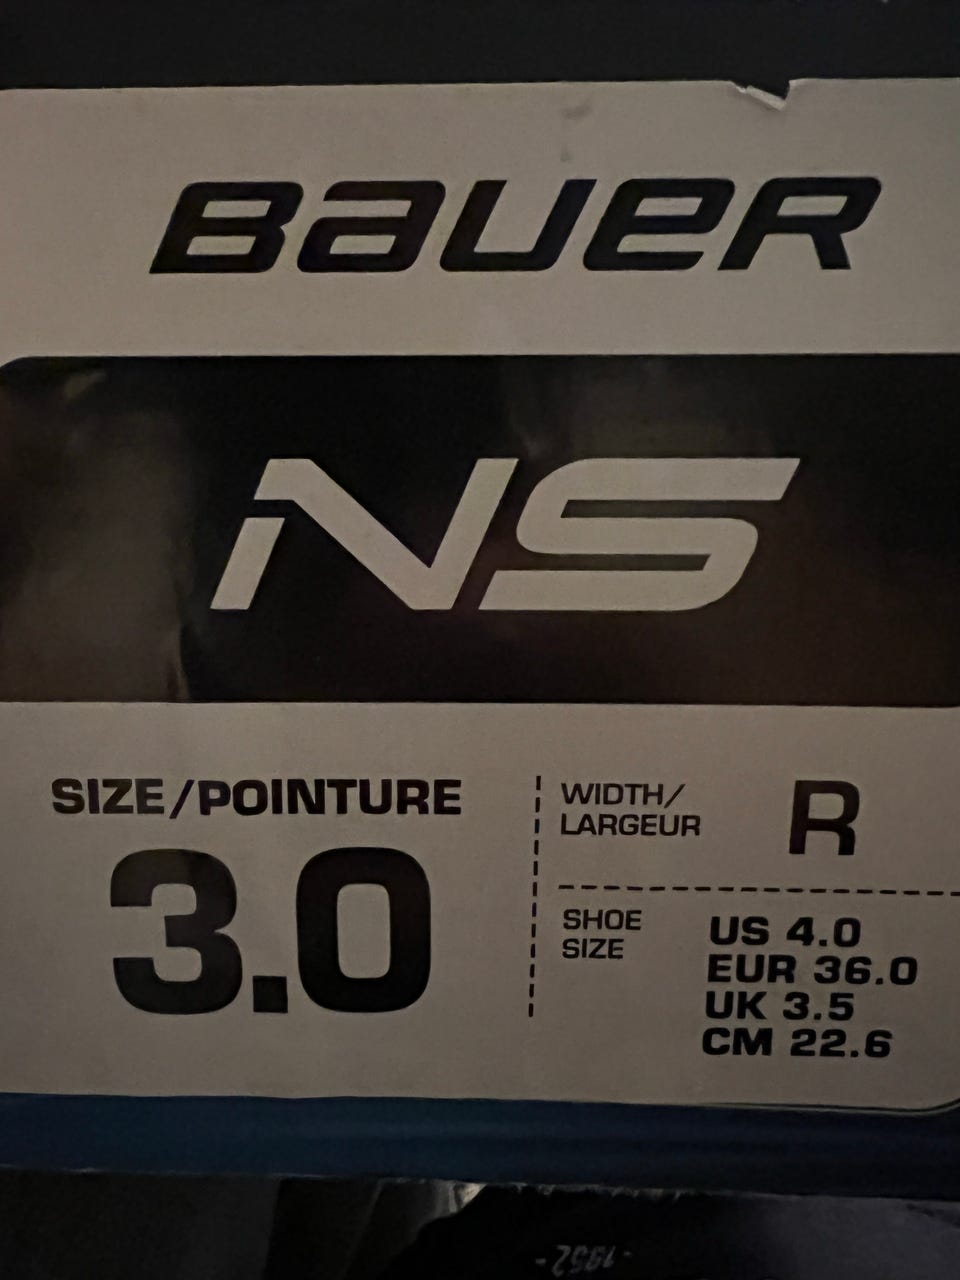 BAUER
NS
SIZE/POINTURE
3.0
WIDTH/
LARGEUR
R
SHOE
SIZE
US 4.0
EUR 36.0
UK 3.5
CM 22.6